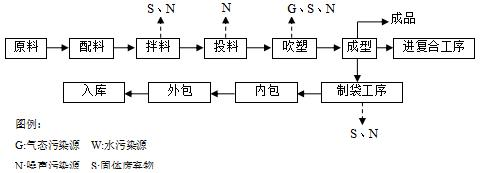 S、N
N
G、S、N
成品
原料
配料
拌料
投料
吹塑
成型
进复合工序
入库
外包
内包
制袋工序
S、N
图例：
G:气态污染源 W:水污染源
N:噪声污染源 S:固体废弃物